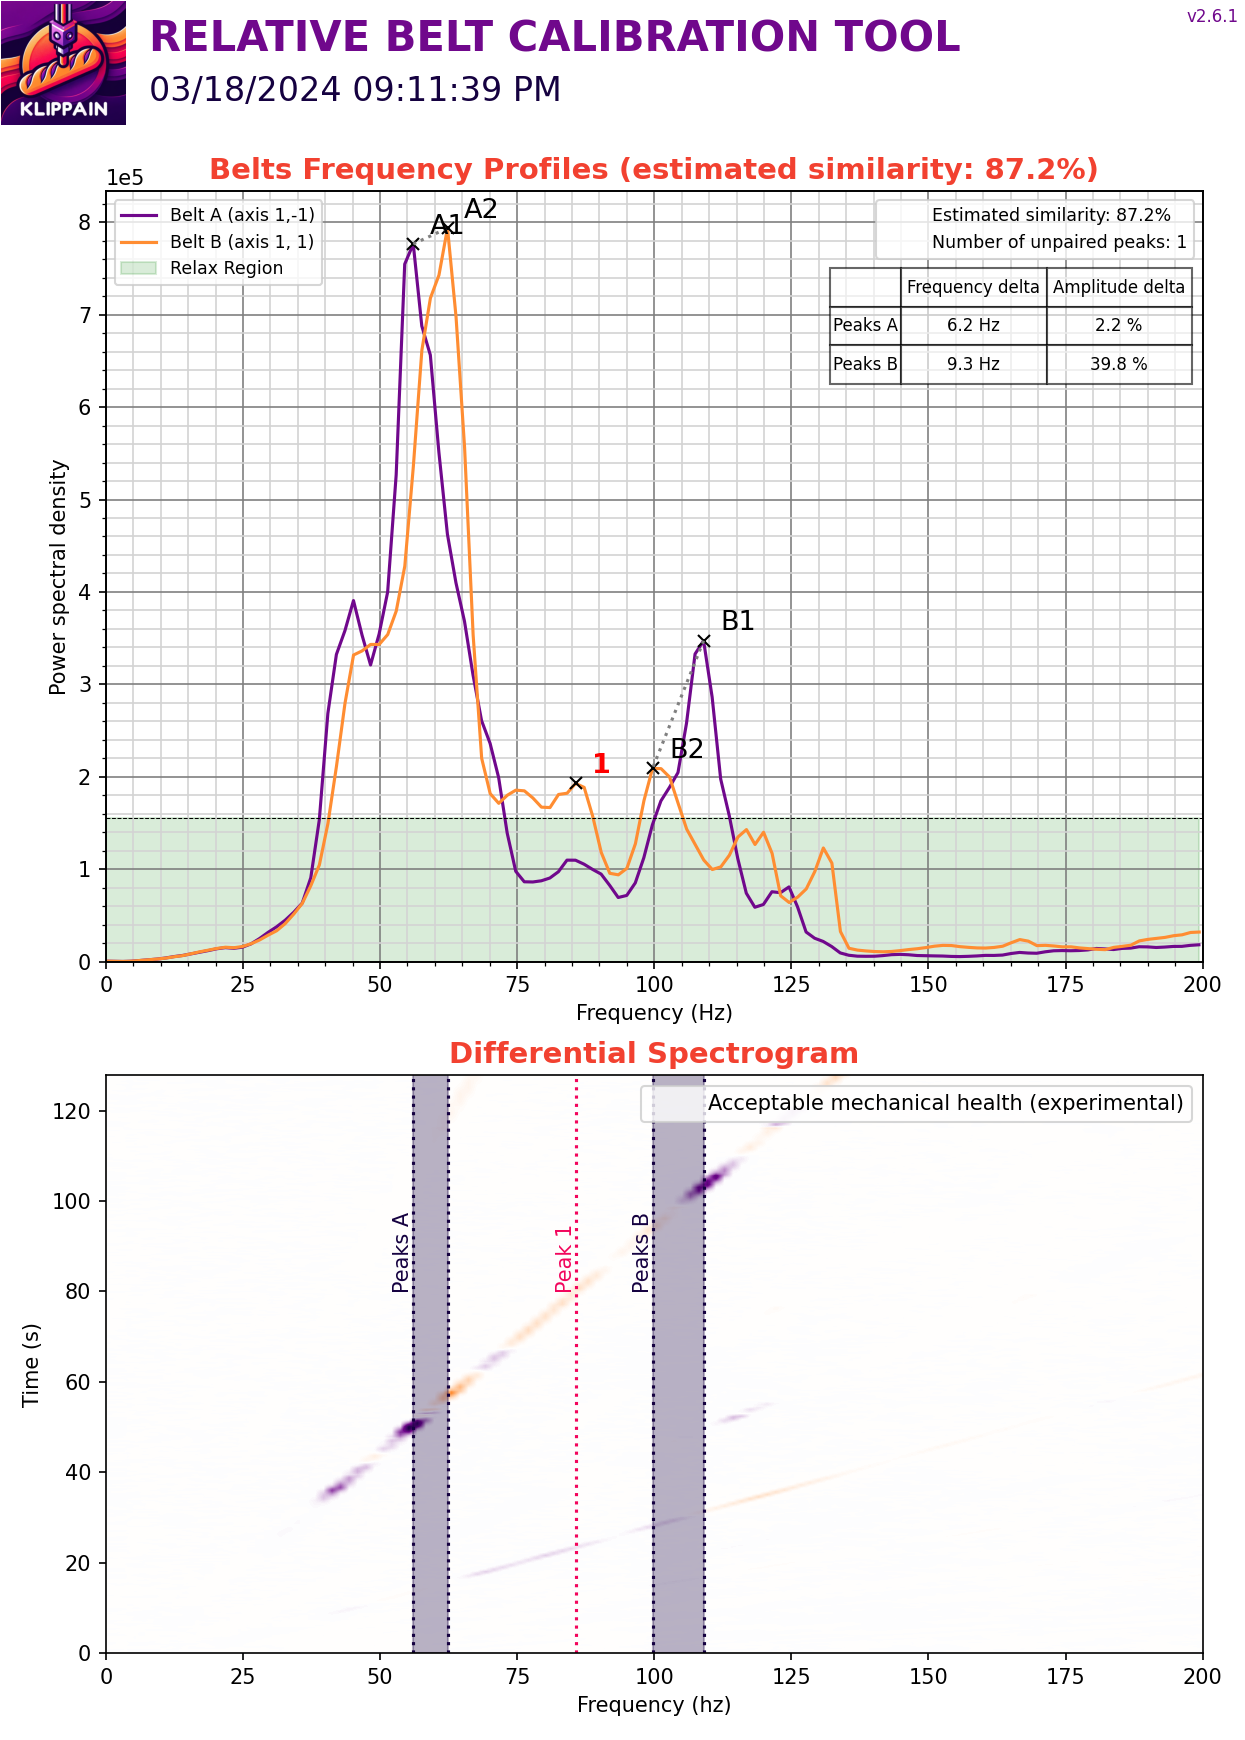 KLIPPAIN
RELATIVE BELT CALIBRATION TOOL
v2.6.1
03/18/2024 09:11:39 PM
Belts Frequency Profiles (estimated similarity: 87.2%)
1e5
Belt A (axis 1,-1)
Belt B (axis 1, 1)
Relax Region
A1
A2
Estimated similarity: 87.2%
Number of unpaired peaks: 1
Frequency delta Amplitude delta
Peaks A 6.2 Hz 2.2 %
Peaks B 9.3 Hz 39.8 %
B1
B2
1
Power spectral density
8
7
6
5
4
3
2
1
0
0 25 50 75 100 125 150 175 200
Frequency (Hz)
Differential Spectrogram
Acceptable mechanical health (experimental)
Peaks A
Peak 1
Peaks B
Time (s)
120
100
80
60
40
20
0
0 25 50 75 100 125 150 175 200
Frequency (hz)